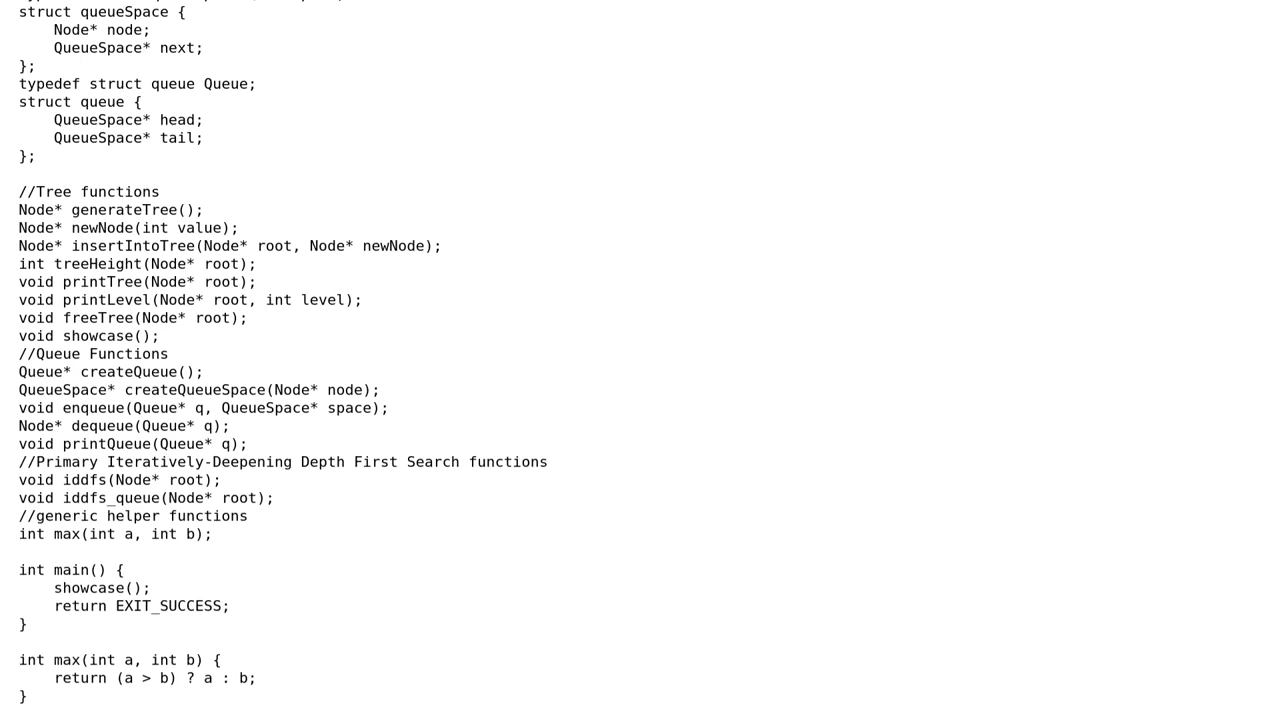 struct queueSpace {
    Node* node;
    QueueSpace* next;
};
typedef struct queue Queue;
struct queue {
    QueueSpace* head;
    QueueSpace* tail;
};

//Tree functions
Node* generateTree();
Node* newNode(int value);
Node* insertIntoTree(Node* root, Node* newNode);
int treeHeight(Node* root);
void printTree(Node* root);
void printLevel(Node* root, int level);
void freeTree(Node* root);
void showcase();
//Queue Functions
Queue* createQueue();
QueueSpace* createQueueSpace(Node* node);
void enqueue(Queue* q, QueueSpace* space);
Node* dequeue(Queue* q);
void printQueue(Queue* q);
//Primary Iteratively-Deepening Depth First Search functions
void iddfs(Node* root);
void iddfs_queue(Node* root);
//generic helper functions
int max(int a, int b);

int main() {
    showcase();
    return EXIT_SUCCESS;
}

int max(int a, int b) {
    return (a > b) ? a : b;
}